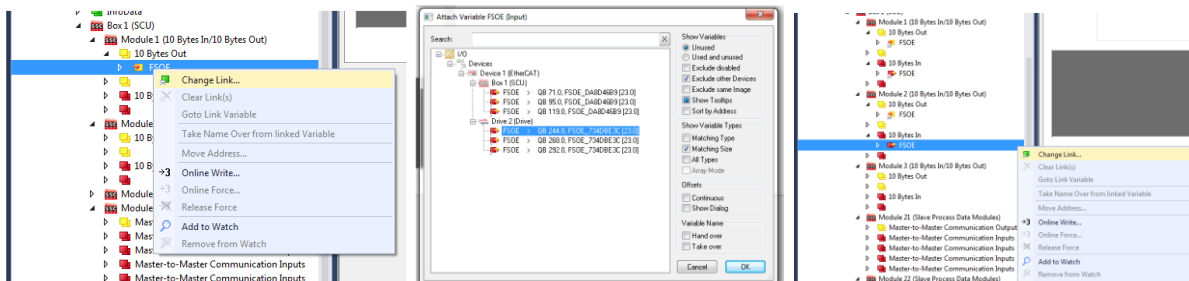 InfoData
Box 1 (SCU)
Module 1 (10 Bytes In/10 Bytes Out)
10 Bytes Out
FSOE
10 B
Module
10 B
10 B
Module
Module
Mas
Mas
Mas
Master-to-Master Communication Inputs
Master-to-Master Communication Inputs
Change Link...
Clear Link(s)
Goto Link Variable
Take Name Over from linked Variable
Move Address...
Online Write...
Online Force...
Release Force
Add to Watch
Remove from Watch
Attach Variable FSOE (Input)
Search:
I/O
Devices
Device 1 (EtherCAT)
Box 1 (SCU)
FSOE > QB 71.0, FSOE_DA8D46B9 [23.0]
FSOE > QB 95.0, FSOE_DA8D46B9 [23.0]
FSOE > QB 119.0, FSOE_DA8D46B9 [23.0]
Drive 2 (Drive)
FSOE > QB 244.0, FSOE_734DBE3C [23.0]
FSOE > QB 268.0, FSOE_734DBE3C [23.0]
FSOE > QB 292.0, FSOE_734DBE3C [23.0]
Show Variables
Unused
Used and unused
Exclude disabled
Exclude other Devices
Exclude same Image
Show Tooltips
Sort by Address
Show Variable Types
Matching Type
Matching Size
All Types
Array Mode
Offsets
Continuous
Show Dialog
Variable Name
Hand over
Take over
Cancel
OK
Module 1 (10 Bytes In/10 Bytes Out)
10 Bytes Out
FSOE
10 Bytes In
FSOE
Module 2 (10 Bytes In/10 Bytes Out)
10 Bytes Out
FSOE
10 Bytes In
FSOE
Module 3 (10 Bytes In/10 Bytes Out)
10 Bytes Out
10 Bytes In
Module 21 (Slave Process Data Modules)
Master-to-Master Communication Output
Master-to-Master Communication Inputs
Master-to-Master Communication Inputs
Master-to-Master Communication Inputs
Master-to-Master Communication Inputs
Module 22 (Slave Process Data Modules)
Change Link...
Clear Link(s)
Goto Link Variable
Take Name Over from linked Variable
Move Address...
Online Write...
Online Force...
Release Force
Add to Watch
Remove from Watch